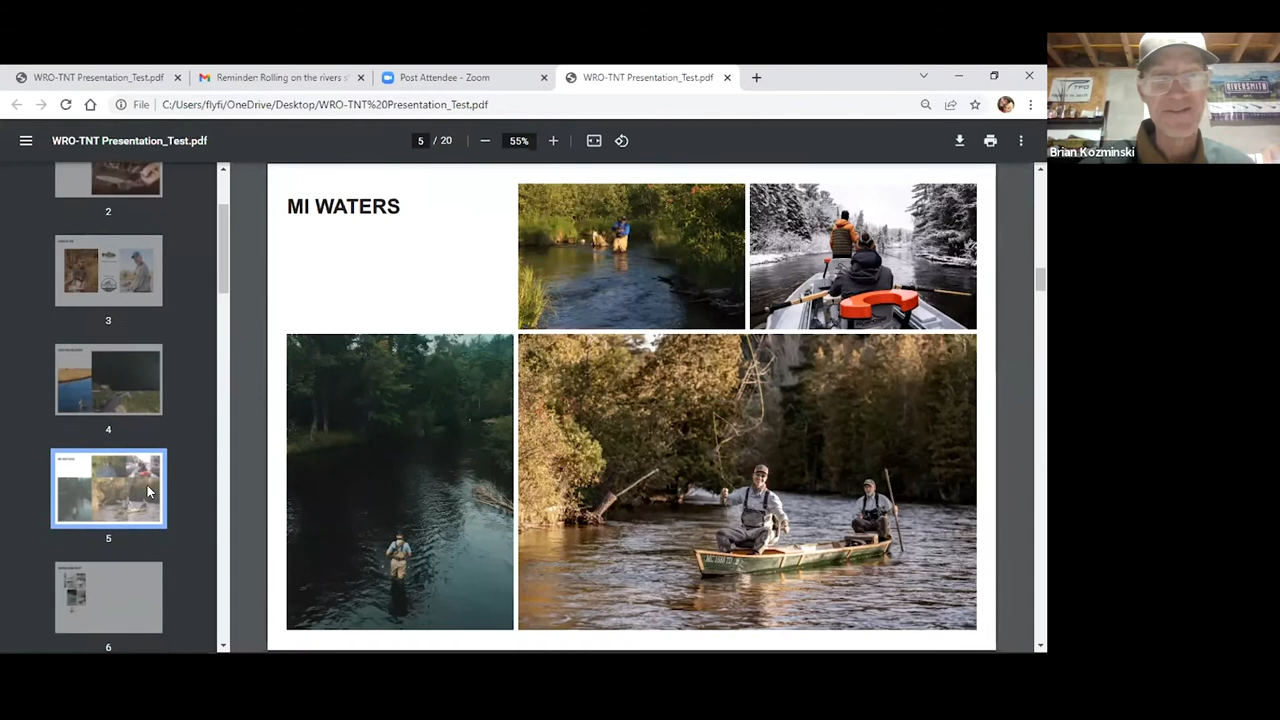 WRO-TNT Presentation_Test.pdf
Reminder: Rolling on the rivers s
Post Attendee - Zoom
WRO-TNT Presentation_Test.pdf
File
C:/Users/flyfi/OneDrive/Desktop/WRO-TNT%20Presentation_Test.pdf
WRO-TNT Presentation_Test.pdf
5 / 20
55%
TFO
RIVERSMITH
Brian Kozminski
2
3
4
5
6
MI WATERS